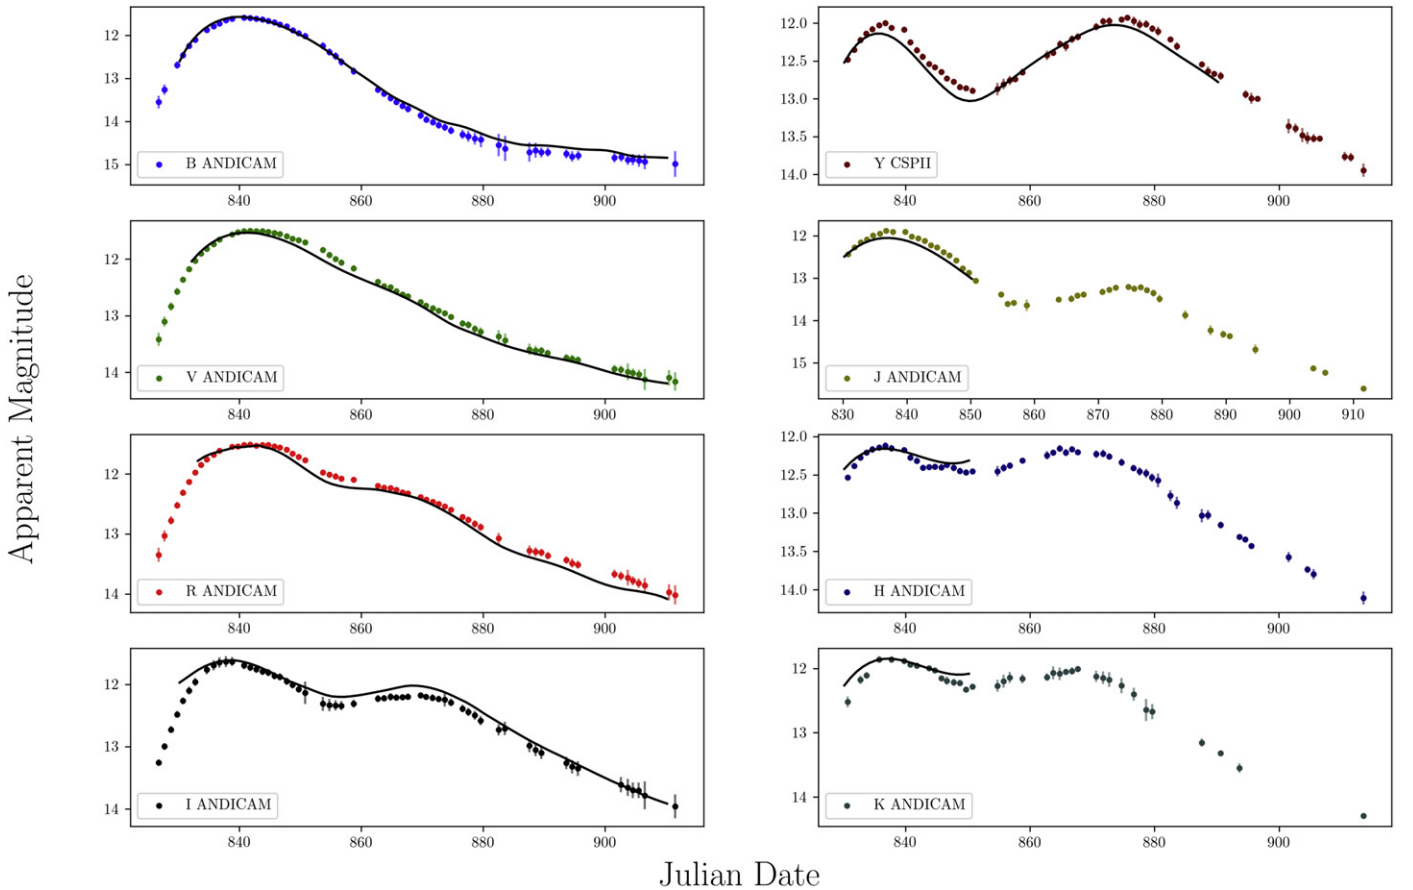 Apparent Magnitude
12
13
14
15
B ANDICAM
840 860 880 900
12.0
12.5
13.0
13.5
14.0
Y CSPII
840 860 880 900
12
13
14
V ANDICAM
840 860 880 900
12
13
14
15
J ANDICAM
830 840 850 860 870 880 890 900 910
12
13
14
R ANDICAM
840 860 880 900
12.0
12.5
13.0
13.5
14.0
H ANDICAM
840 860 880 900
12
13
14
I ANDICAM
840 860 880 900
12
13
14
K ANDICAM
840 860 880 900
Julian Date